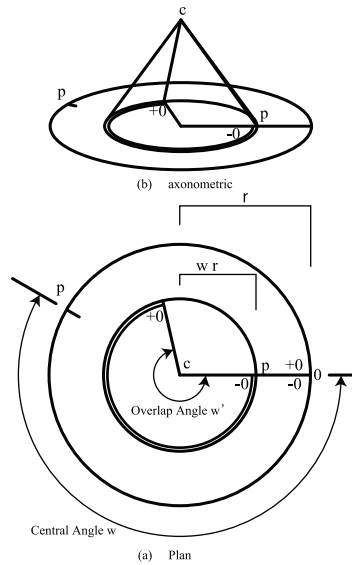 c
p
+0
p
-0
(b) axonometric
r
w r
p
+0
c
-0
p
+0
-0
0
Overlap Angle w'
Central Angle w
(a) Plan